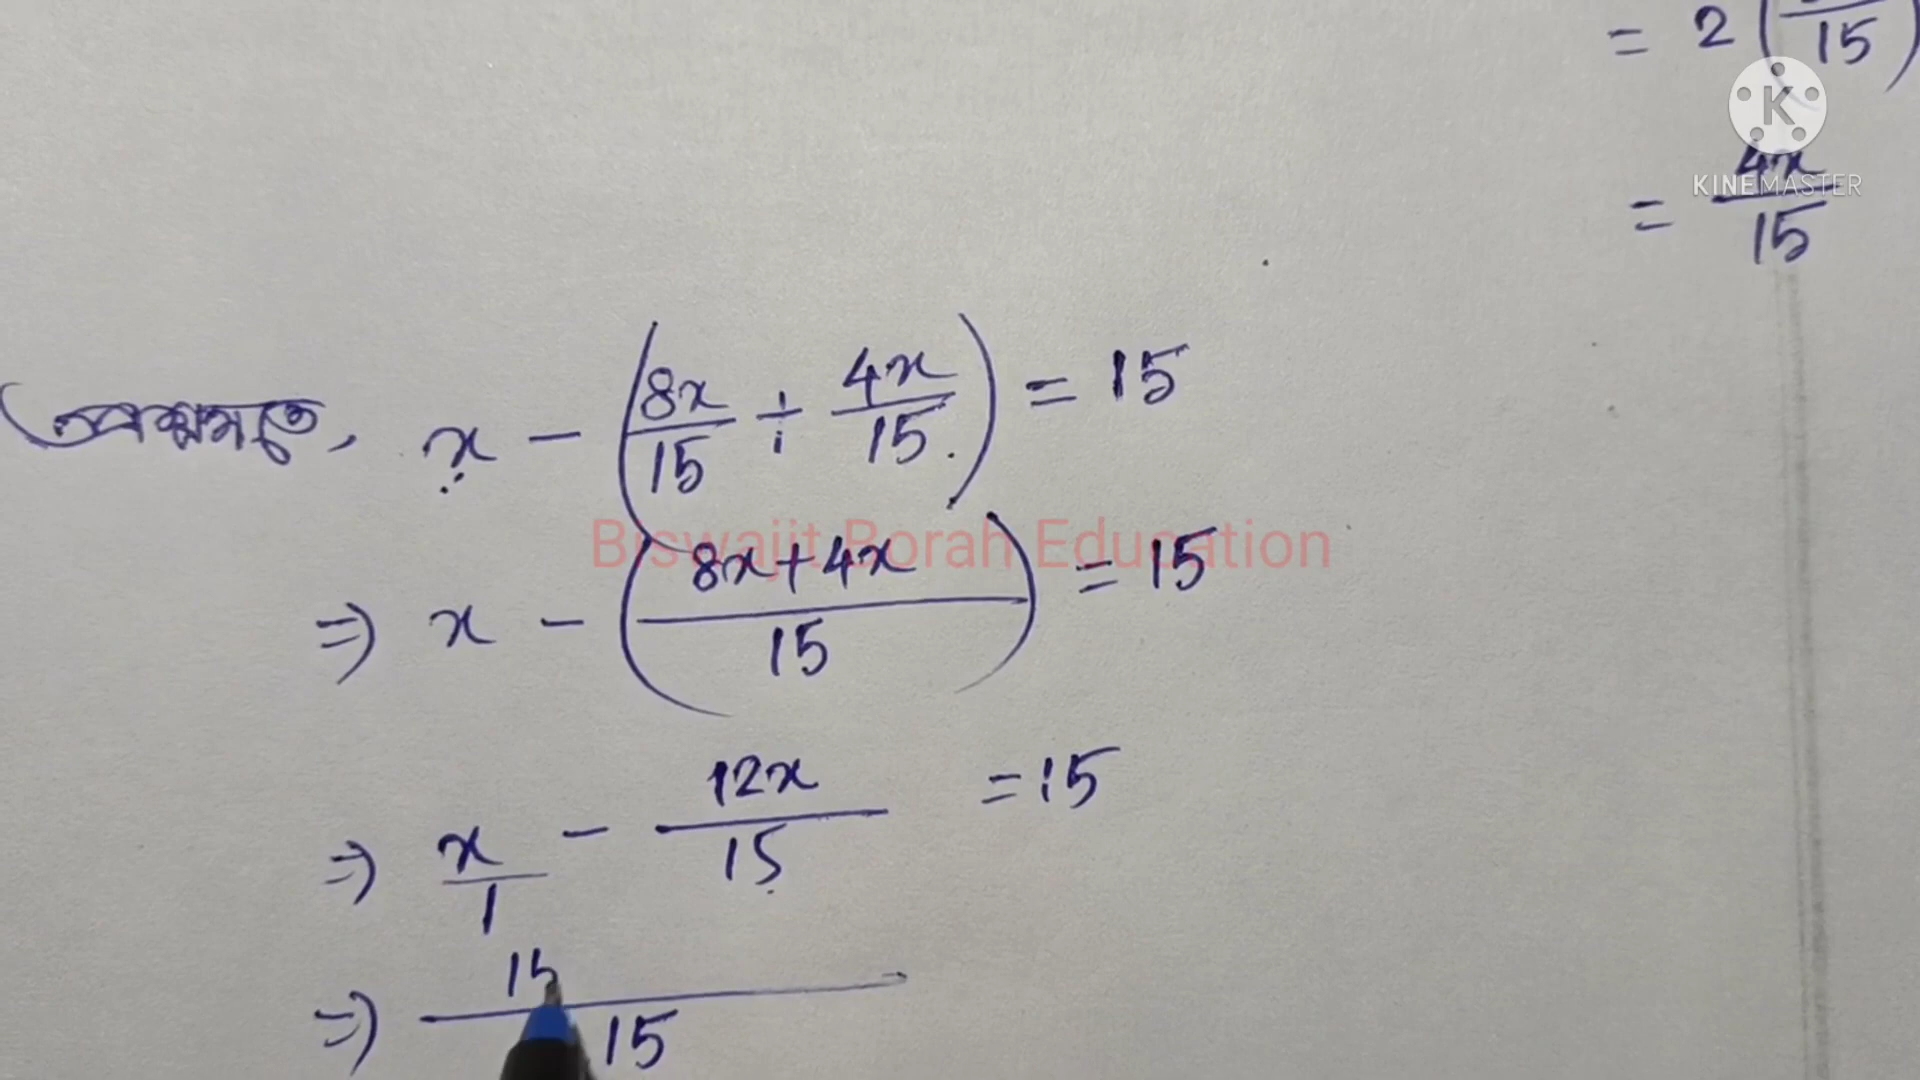 = 2 ( /15 )
K
KINEMASTER
= 4x/15
প্ৰশ্নমতে, x - (8x/15 + 4x/15) = 15
Biswajit Borah Education
⇒ x - (8x+4x/15) = 15
⇒ x/1 - 12x/15 = 15
⇒ 15/15